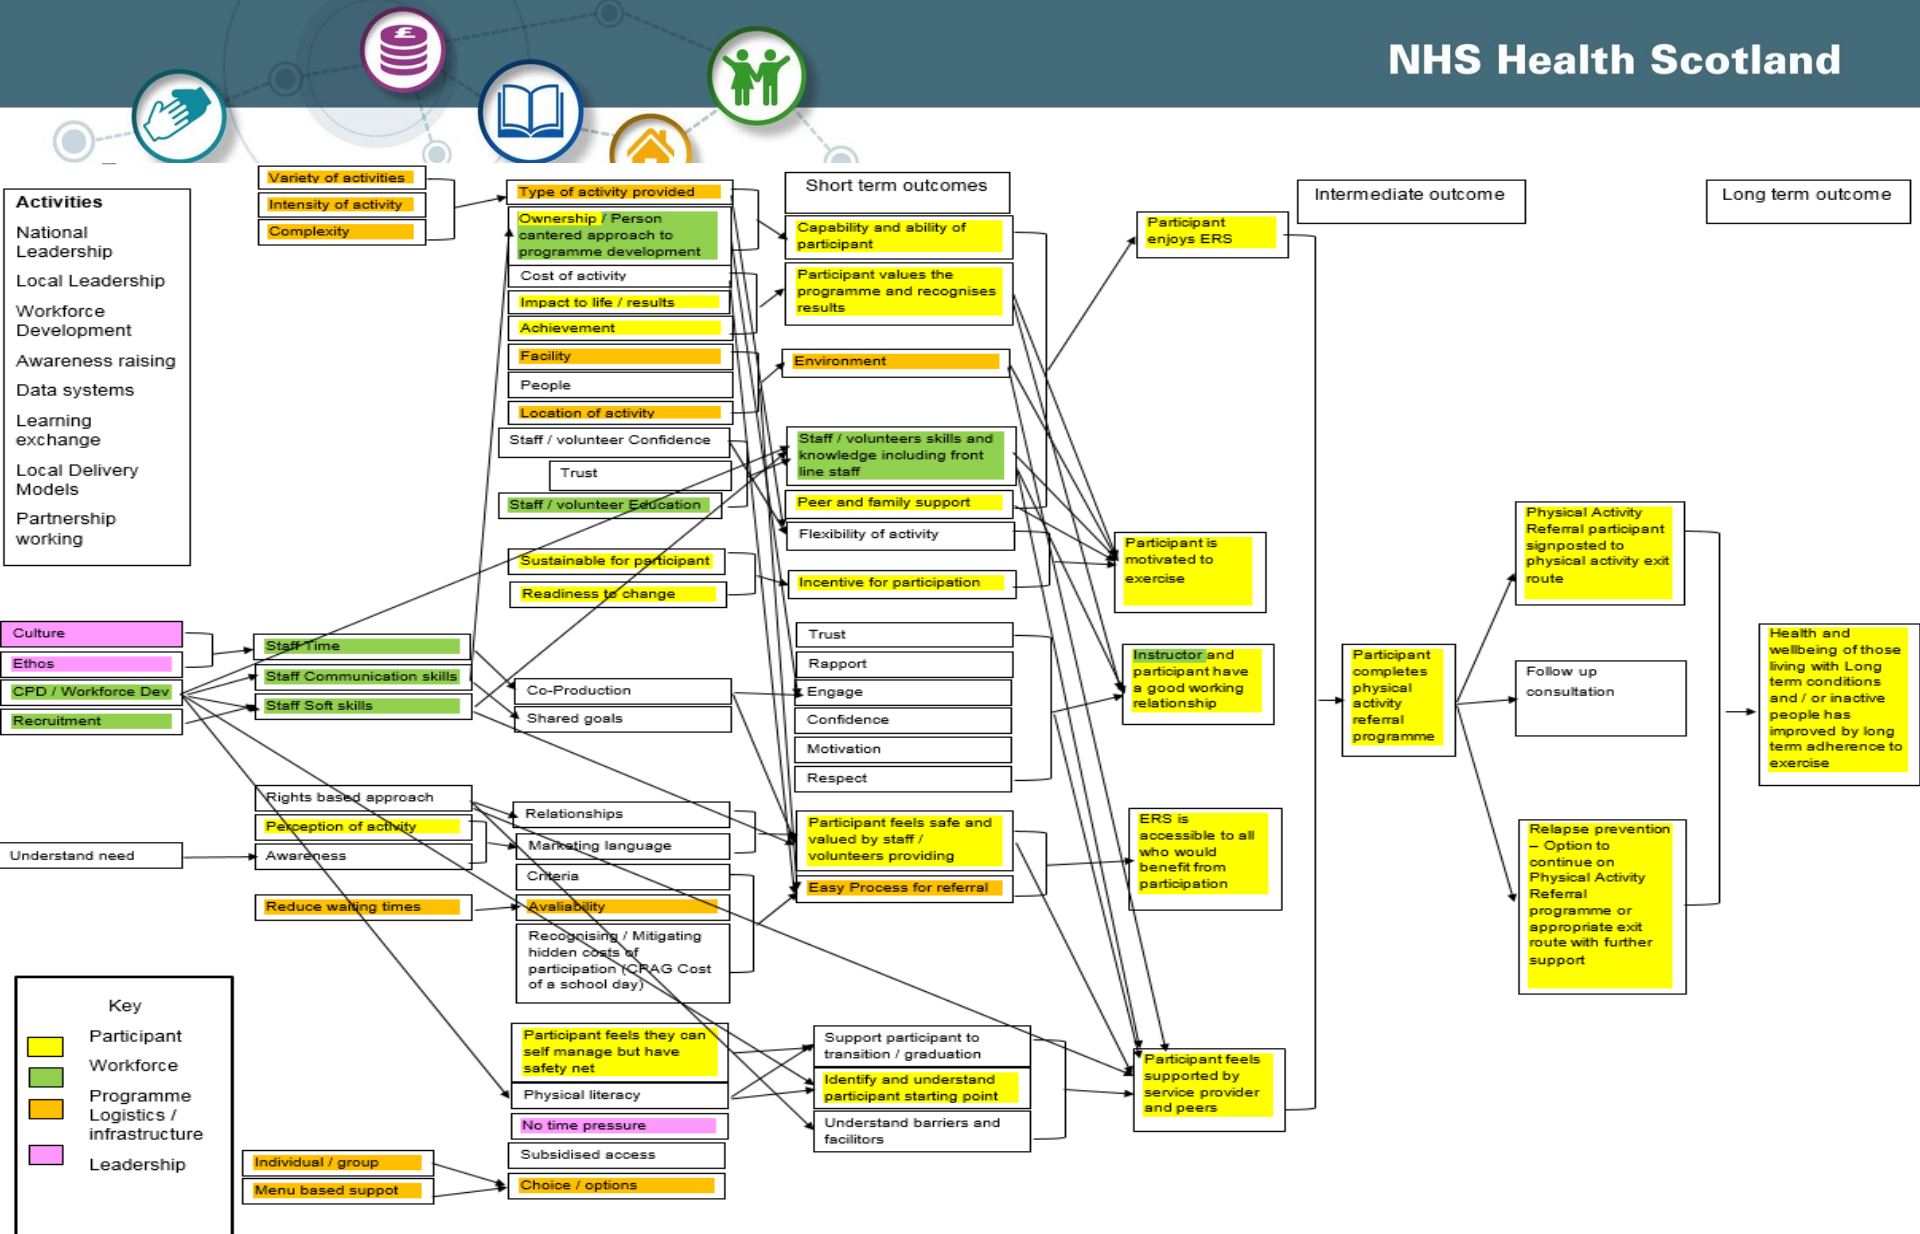 NHS Health Scotland
£
Activities
National
Leadership
Local Leadership
Workforce
Development
Awareness raising
Data systems
Learning
exchange
Local Delivery
Models
Partnership
working
Culture
Ethos
CPD / Workforce Dev
Recruitment
Understand need
Key
Participant
Workforce
Programme
Logistics /
infrastructure
Leadership
Variety of activities
Intensity of activity
Complexity
Staff Time
Staff Communication skills
Staff Soft skills
Rights based approach
Perception of activity
Awareness
Reduce waiting times
Individual / group
Menu based suppot
Type of activity provided
Ownership / Person
cantered approach to
programme development
Cost of activity
Impact to life / results
Achievement
Facility
People
Location of activity
Staff / volunteer Confidence
Trust
Staff / volunteer Education
Sustainable for participant
Readiness to change
Co-Production
Shared goals
Relationships
Marketing language
Criteria
Avaliability
Recognising / Mitigating
hidden costs of
participation (CPAG Cost
of a school day)
Participant feels they can
self manage but have
safety net
Physical literacy
No time pressure
Subsidised access
Choice / options
Short term outcomes
Capability and ability of
participant
Participant values the
programme and recognises
results
Environment
Staff / volunteers skills and
knowledge including front
line staff
Peer and family support
Flexibility of activity
Incentive for participation
Trust
Rapport
Engage
Confidence
Motivation
Respect
Participant feels safe and
valued by staff /
volunteers providing
Easy Process for referral
Support participant to
transition / graduation
Identify and understand
participant starting point
Understand barriers and
facilitors
Participant
enjoys ERS
Participant is
motivated to
exercise
Instructor and
participant have
a good working
relationship
ERS is
accessible to all
who would
benefit from
participation
Participant feels
supported by
service provider
and peers
Intermediate outcome
Participant
completes
physical
activity
referral
programme
Physical Activity
Referral participant
signposted to
physical activity exit
route
Follow up
consultation
Relapse prevention
– Option to
continue on
Physical Activity
Referral
programme or
appropriate exit
route with further
support
Long term outcome
Health and
wellbeing of those
living with Long
term conditions
and / or inactive
people has
improved by long
term adherence to
exercise